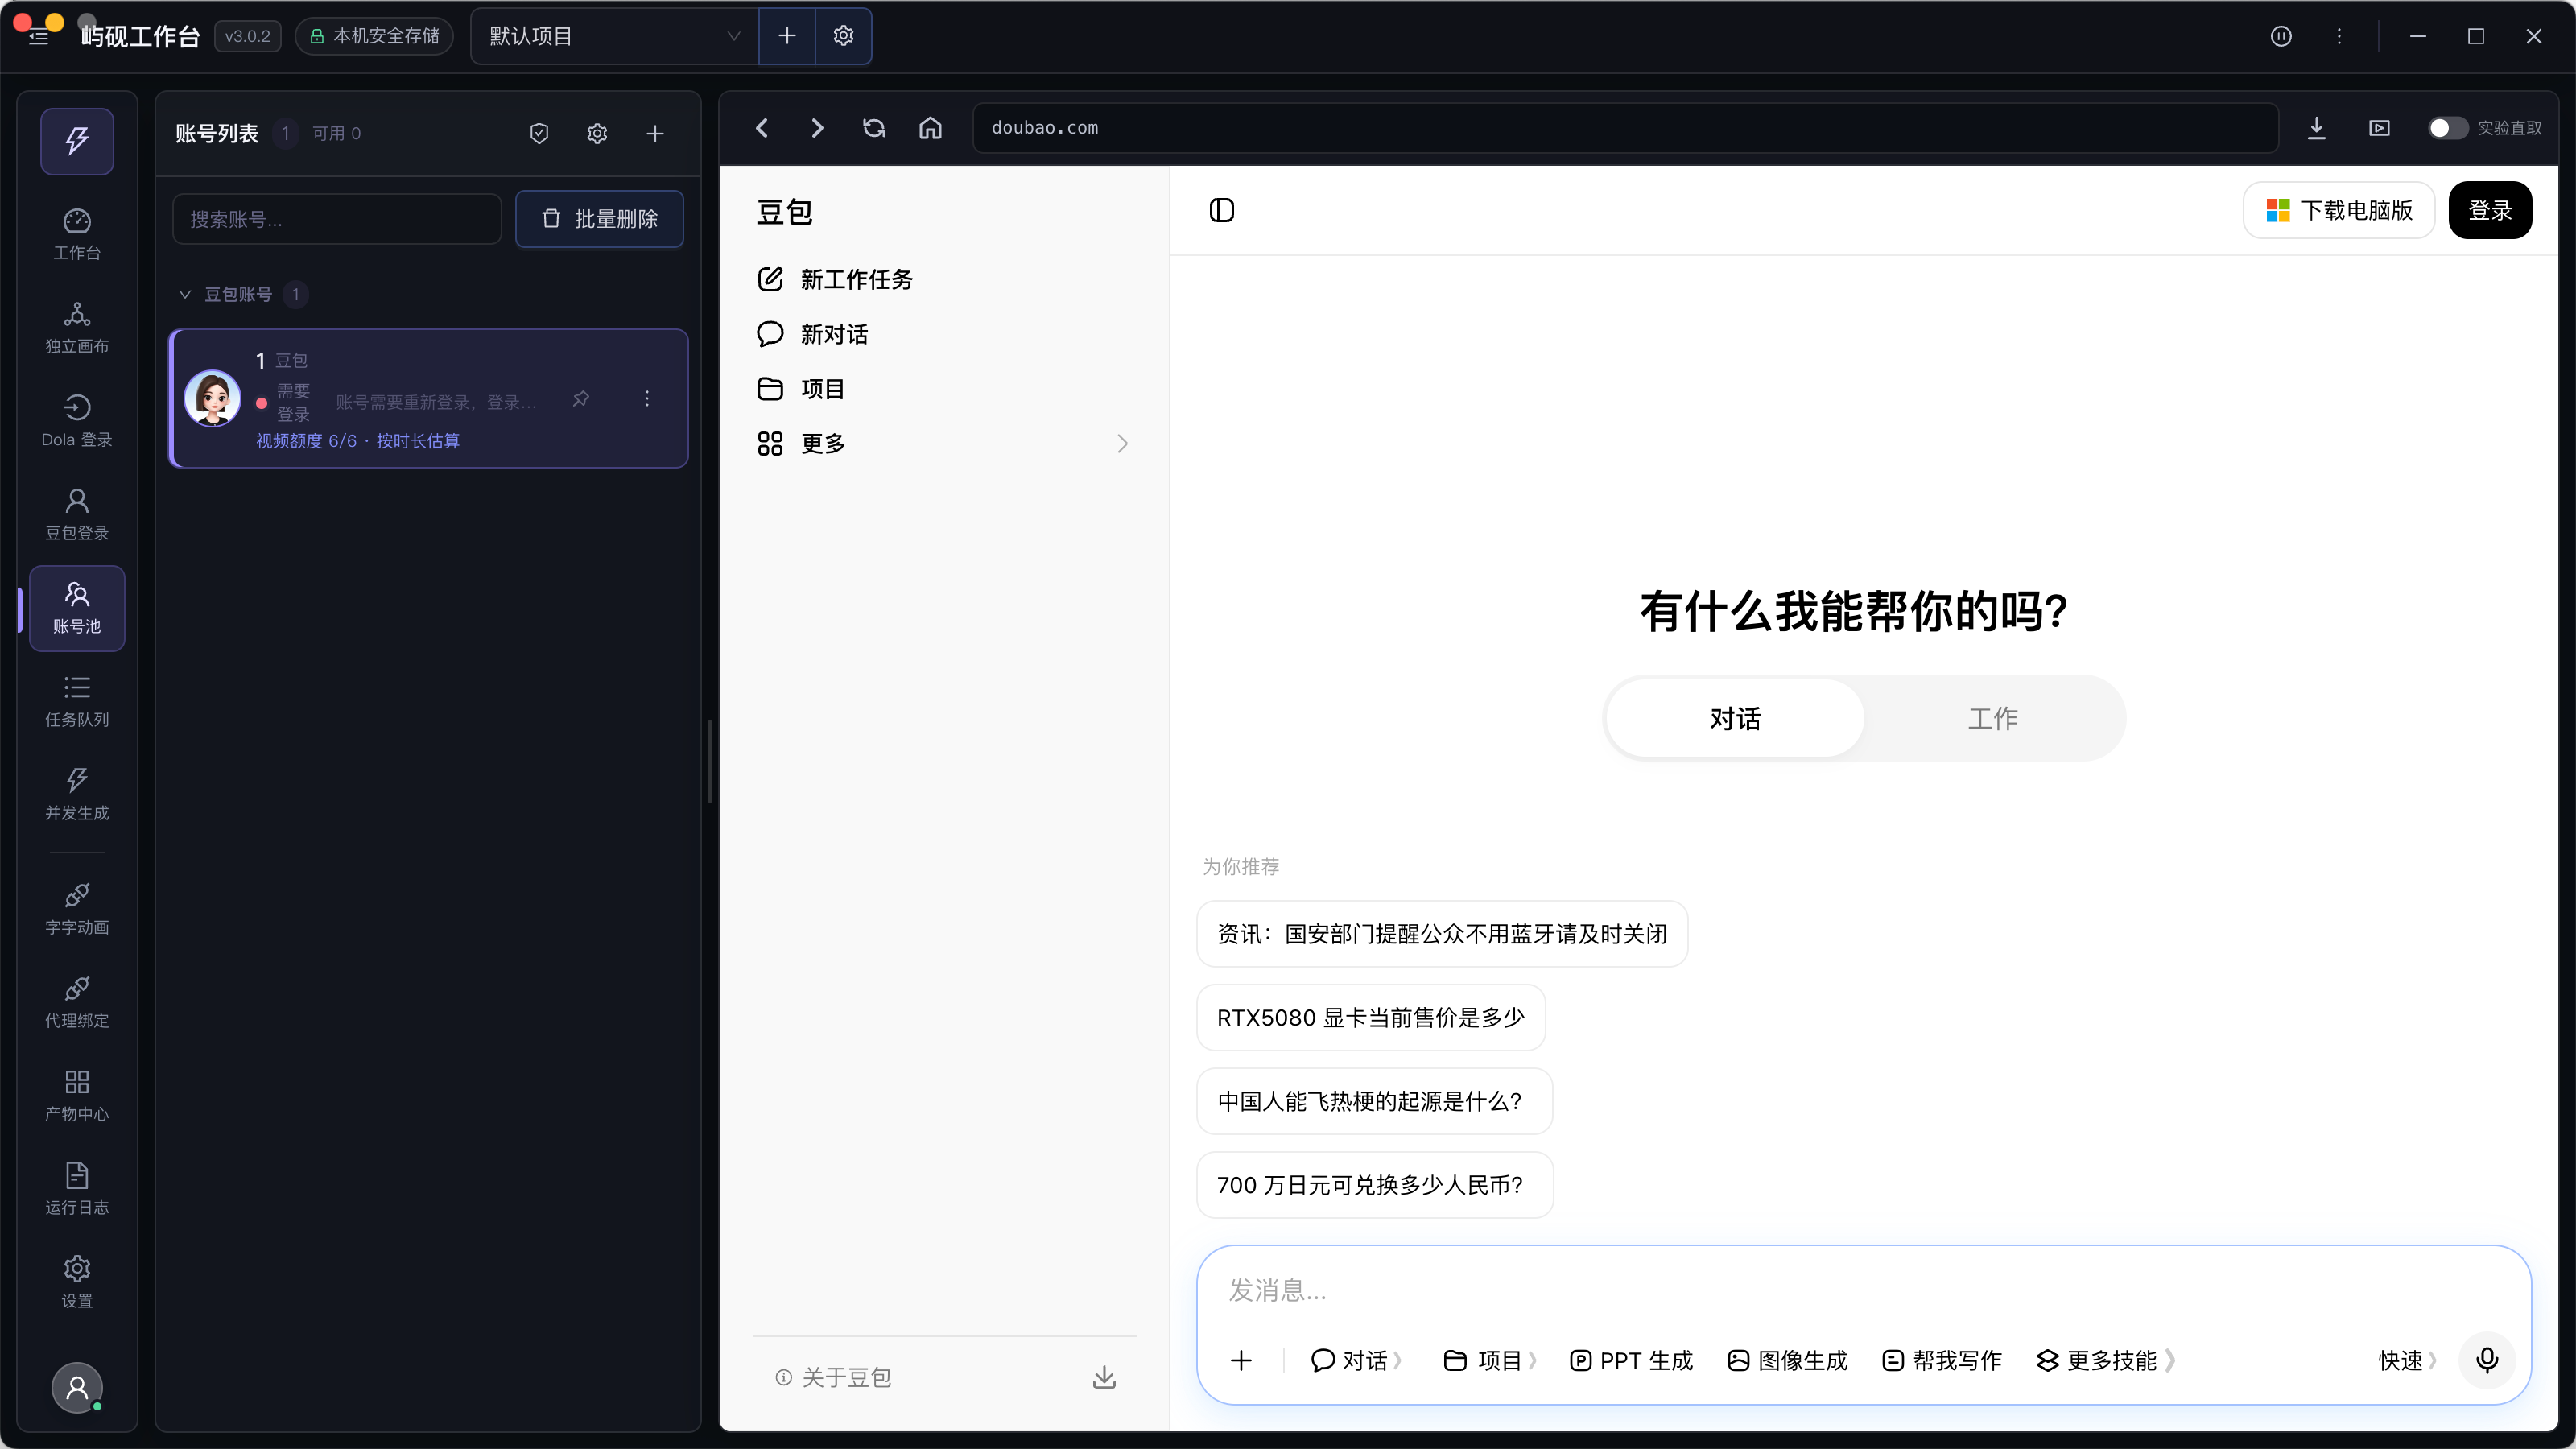 屿砚工作台 v3.0.2 本机安全存储 默认项目
工作台
独立画布
Dola 登录
豆包登录
账号池
任务队列
并发生成
字字动画
代理绑定
产物中心
运行日志
设置
账号列表 1 可用 0
搜索账号... 批量删除
豆包账号 1
1 豆包
需要
登录
账号需要重新登录，登录...
视频额度 6/6 · 按时长估算
doubao.com 实验直取
豆包
新工作任务
新对话
项目
更多
关于豆包
下载电脑版 登录
有什么我能帮你的吗？
对话 工作
为你推荐
资讯：国安部门提醒公众不用蓝牙请及时关闭
RTX5080 显卡当前售价是多少
中国人能飞热梗的起源是什么？
700 万日元可兑换多少人民币？
发消息...
对话 项目 PPT 生成 图像生成 帮我写作 更多技能 快速